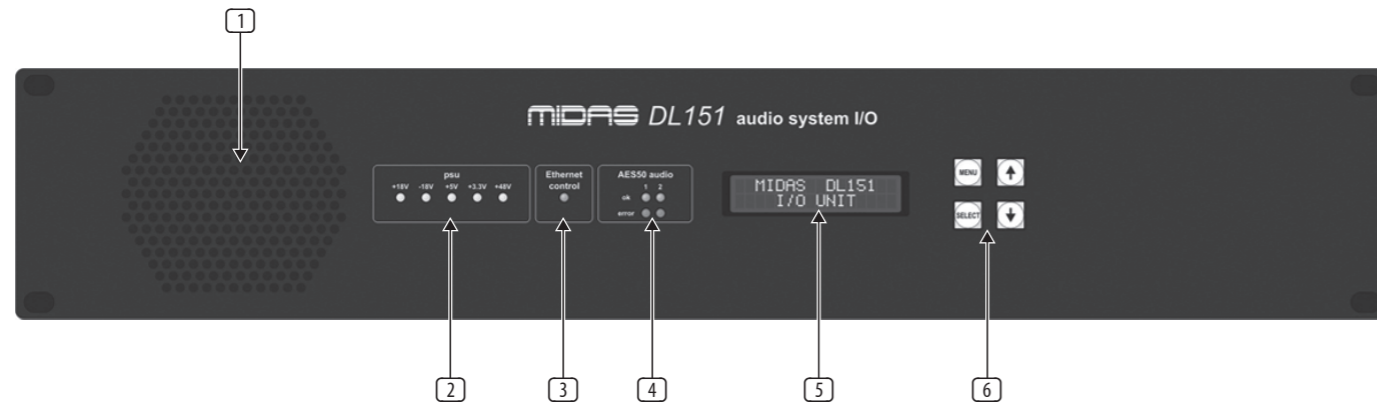 1
MIDAS DL151 audio system I/O
psu
+18V -18V +5V +3.3V +48V
Ethernet
control
AES50 audio
1 2
ok
error
MIDAS DL151
I/O UNIT
MENU
SELECT
2
3
4
5
6